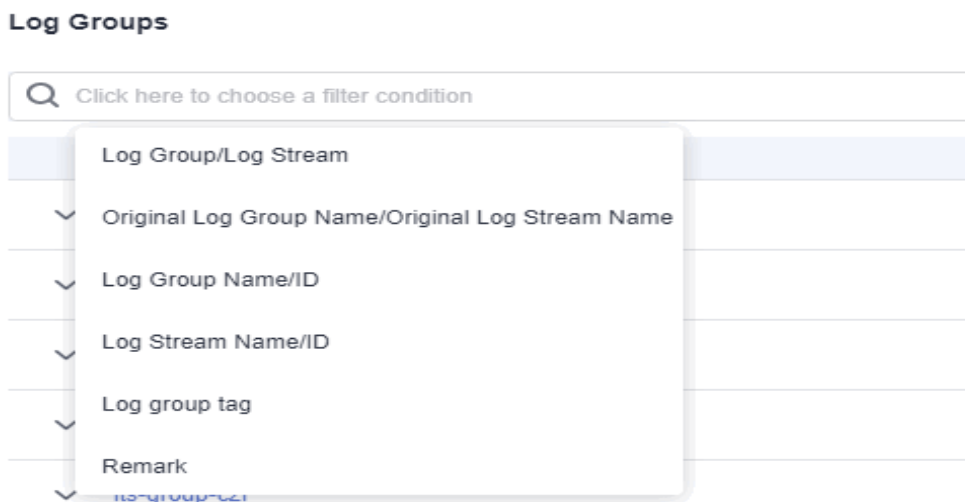 Log Groups
Click here to choose a filter condition
Log Group/Log Stream
Original Log Group Name/Original Log Stream Name
Log Group Name/ID
Log Stream Name/ID
Log group tag
Remark